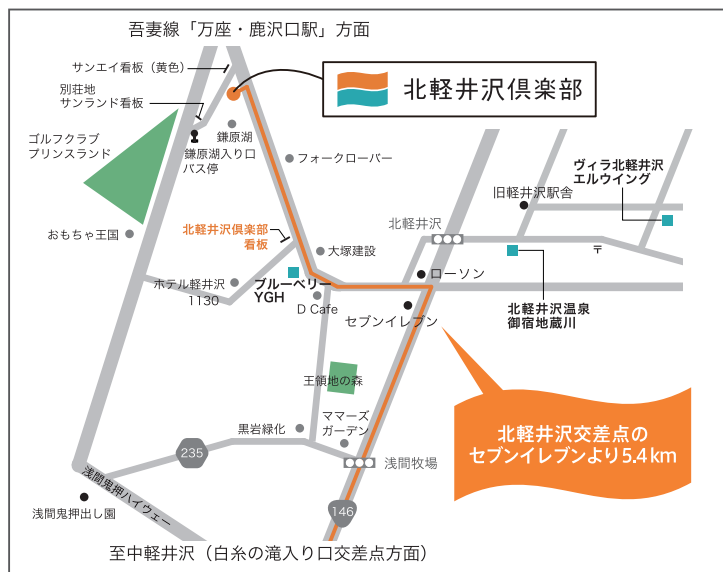 吾妻線「万座・鹿沢口駅」方面
サンエイ看板（黄色）
別荘地
サンランド看板
北軽井沢倶楽部
ゴルフクラブ
プリンスランド
鎌原湖
鎌原湖入り口
バス停
フォークローバー
ヴィラ北軽井沢
エルウイング
旧軽井沢駅舎
北軽井沢
北軽井沢倶楽部
看板
おもちゃ王国
大塚建設
〒
ローソン
ホテル軽井沢
1130
ブルーベリー
YGH
D Cafe
セブンイレブン
北軽井沢温泉
御宿地蔵川
王領地の森
ママーズ
ガーデン
黒岩緑化
北軽井沢交差点の
セブンイレブンより5.4km
235
浅間牧場
浅間鬼押ハイウェー
146
浅間鬼押出し園
至中軽井沢（白糸の滝入り口交差点方面）